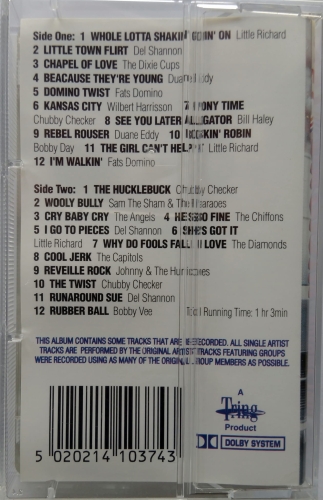 Side One: 1 WHOLE LOTTA SHAKIN' GOIN' ON Little Richard
2 LITTLE TOWN FLIRT Del Shannon
3 CHAPEL OF LOVE The Dixie Cups
4 BEACAUSE THEY'RE YOUNG Duane Eddy
5 DOMINO TWIST Fats Domino
6 KANSAS CITY Wilbert Harrisson 7 PONY TIME
Chubby Checker 8 SEE YOU LATER ALLIGATOR Bill Haley
9 REBEL ROUSER Duane Eddy 10 ROCKIN' ROBIN
Bobby Day 11 THE GIRL CAN'T HELP IT Little Richard
12 I'M WALKIN' Fats Domino
Side Two: 1 THE HUCKLEBUCK Chubby Checker
2 WOOLY BULLY Sam The Sham & The Pharaoes
3 CRY BABY CRY The Angels 4 HE'S SO FINE The Chiffons
5 I GO TO PIECES Del Shannon 6 SHE'S GOT IT
Little Richard 7 WHY DO FOOLS FALL IN LOVE The Diamonds
8 COOL JERK The Capitols
9 REVEILLE ROCK Johnny & The Hurricanes
10 THE TWIST Chubby Checker
11 RUNAROUND SUE Del Shannon
12 RUBBER BALL Bobby Vee Total Running Time: 1 hr 3min
THIS ALBUM CONTAINS SOME TRACKS THAT ARE RE-RECORDED. ALL SINGLE ARTIST
TRACKS ARE PERFORMED BY THE ORIGINAL ARTIST. TRACKS FEATURING GROUPS
WERE RECORDED USING AS MANY OF THE ORIGINAL GROUP MEMBERS AS POSSIBLE.
A
Tring
Product
DOLBY SYSTEM
5 020214 103743